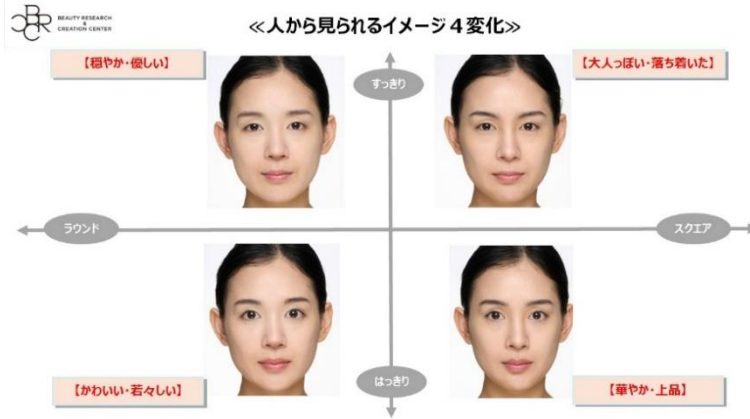 CBRC
BEAUTY RESEARCH
&
CREATION CENTER
≪人から見られるイメージ4変化≫
【穏やか・優しい】
すっきり
【大人っぽい・落ち着いた】
ラウンド
スクエア
【かわいい・若々しい】
はっきり
【華やか・上品】